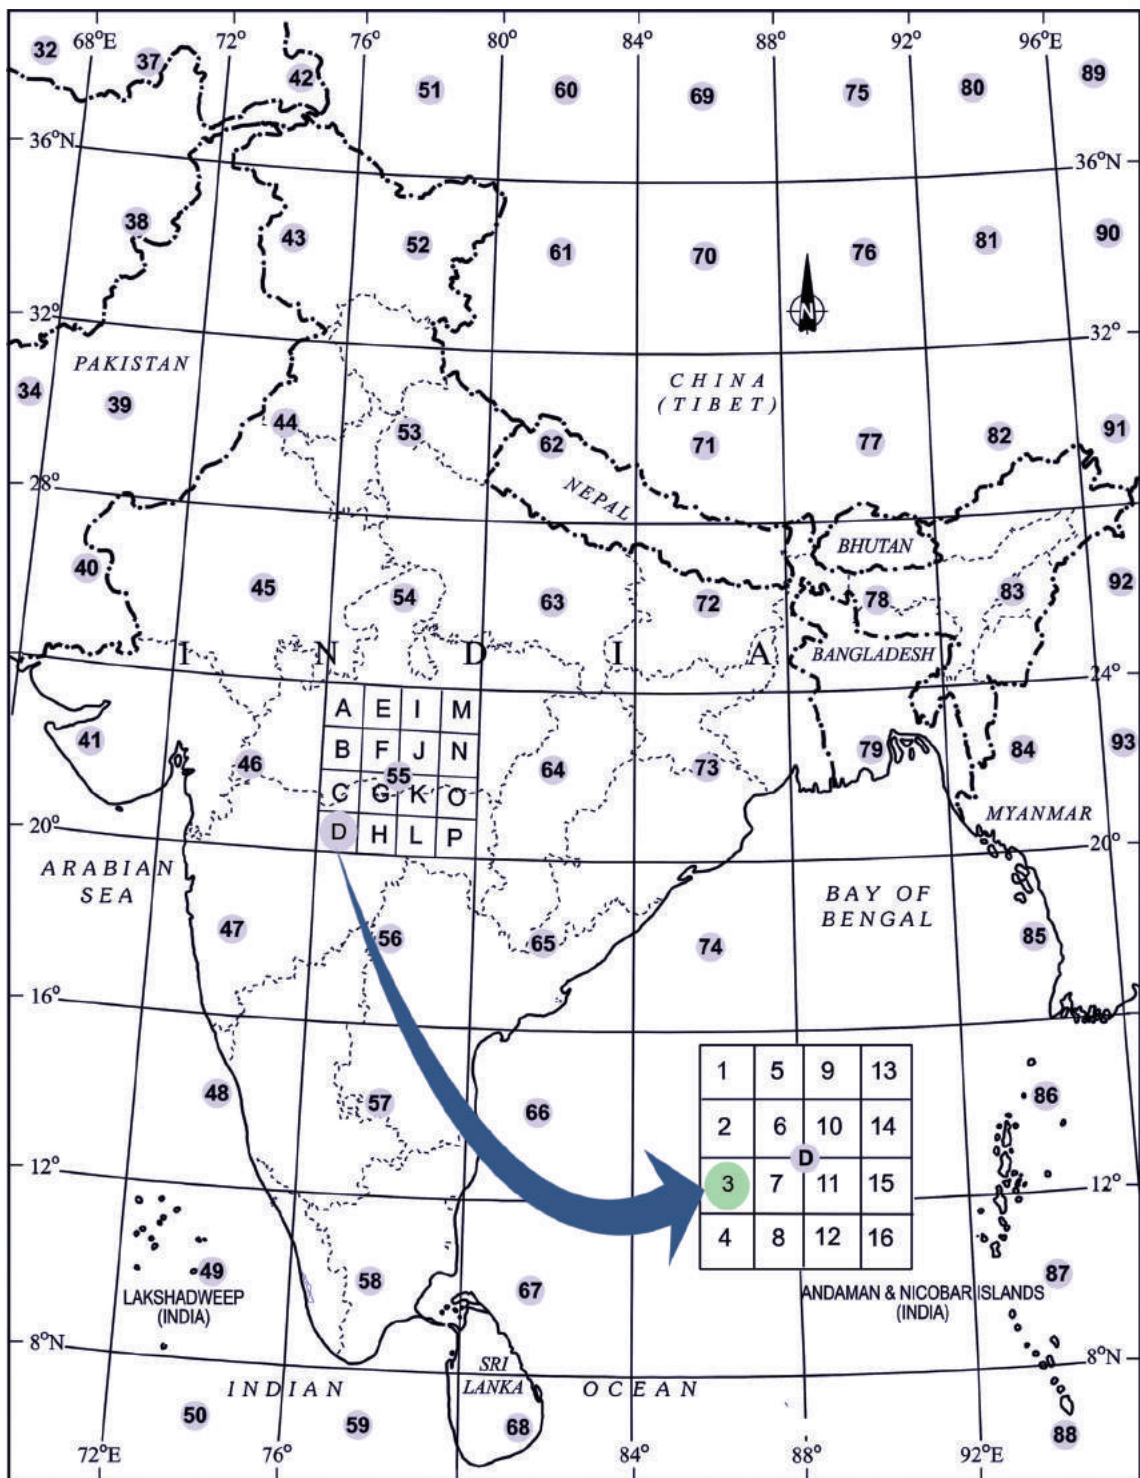 68°E 72° 76° 80° 84° 88° 92° 96°E
32 37 42 51 60 69 75 80 89
36°N 36°N
38 43 52 61 70 76 81 90
N
32° 32°
PAKISTAN
CHINA
(TIBET)
34 39 44 53 62 71 77 82 91
28° 28°
NEPAL
BHUTAN
40 45 54 63 72 78 83 92
I N D I A
BANGLADESH
24°
A E I M
B F J N
41 46 55 64 73 79 84 93
C G K O
D H L P
MYANMAR
20° 20°
ARABIAN
SEA
BAY OF
BENGAL
47 56 65 74 85
16° 16°
1 5 9 13
48 57 66 86
2 6 10 14
D
3 7 11 15
12° 12°
4 8 12 16
49 58 67 87
LAKSHADWEEP
(INDIA)
ANDAMAN & NICOBAR ISLANDS
(INDIA)
8°N 8°N
SRI
LANKA
INDIAN OCEAN
50 59 68 88
72°E 76° 80° 84° 88° 92°E